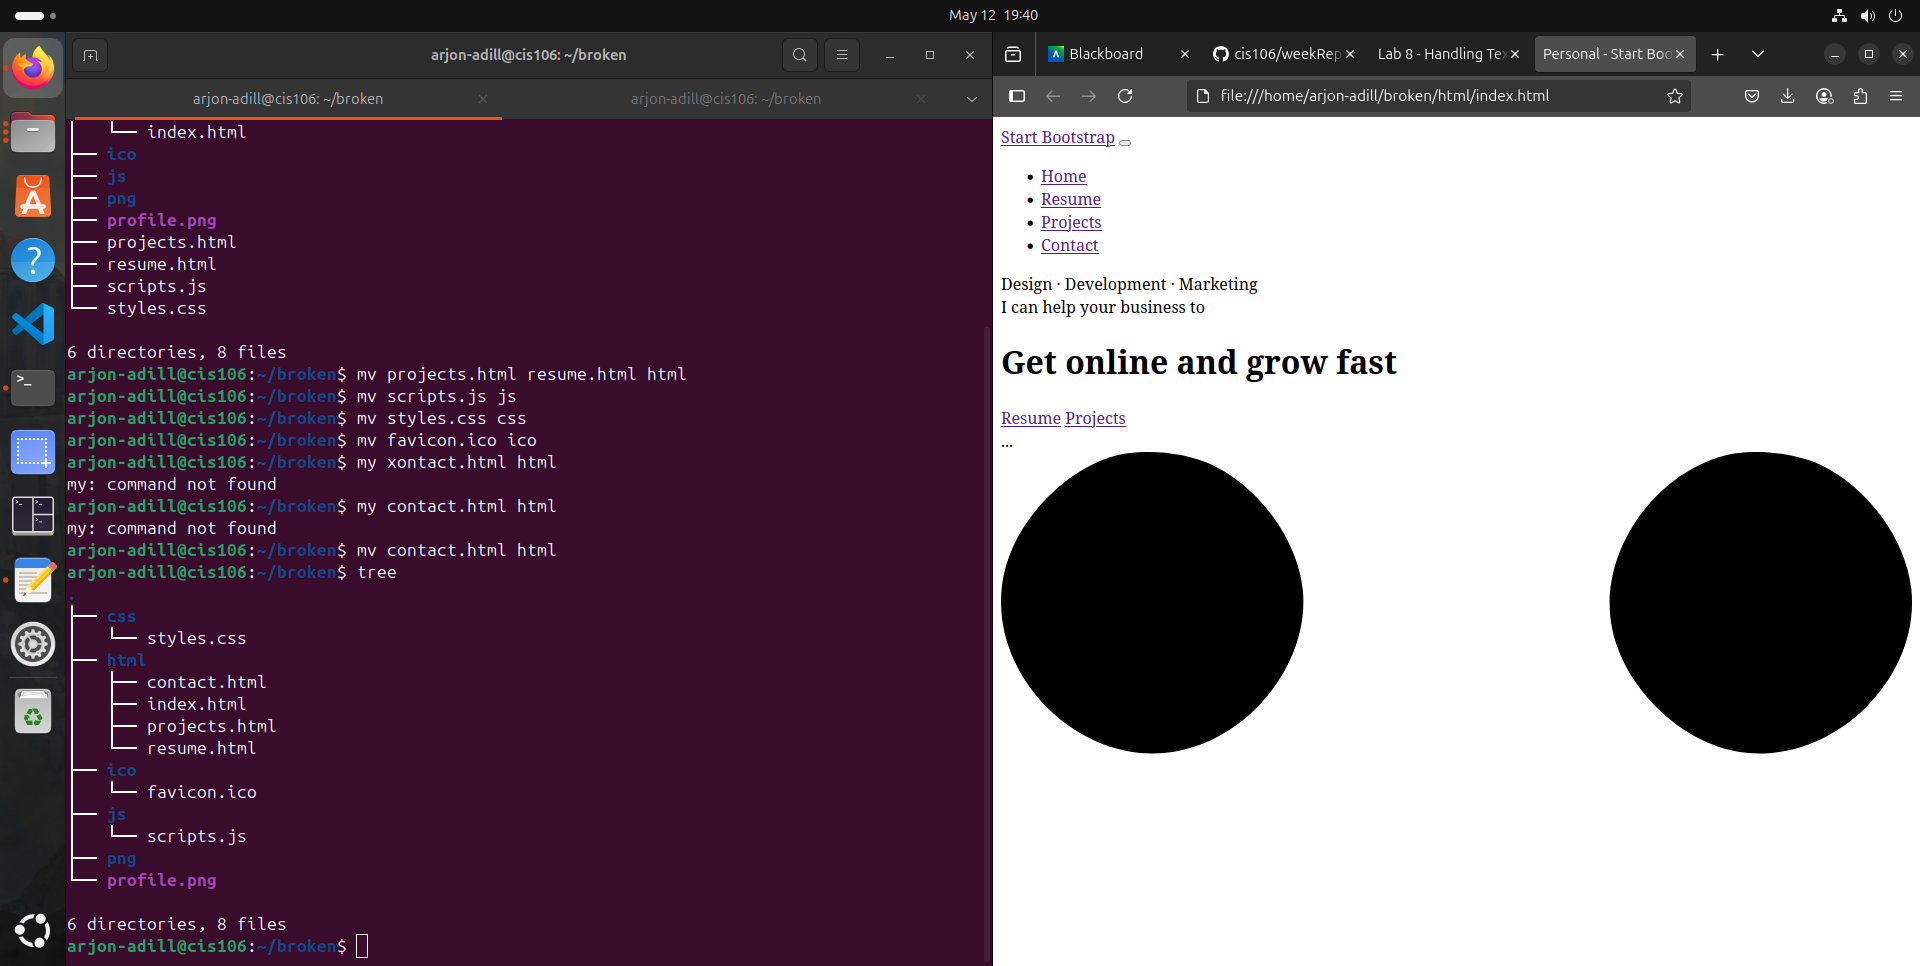 May 12 19:40
arjon-adill@cis106: ~/broken
arjon-adill@cis106: ~/broken
arjon-adill@cis106: ~/broken
└── index.html
├── ico
├── js
├── png
├── profile.png
├── projects.html
├── resume.html
├── scripts.js
└── styles.css
6 directories, 8 files
arjon-adill@cis106:~/broken$ mv projects.html resume.html html
arjon-adill@cis106:~/broken$ mv scripts.js js
arjon-adill@cis106:~/broken$ mv styles.css css
arjon-adill@cis106:~/broken$ mv favicon.ico ico
arjon-adill@cis106:~/broken$ my xontact.html html
my: command not found
arjon-adill@cis106:~/broken$ my contact.html html
my: command not found
arjon-adill@cis106:~/broken$ mv contact.html html
arjon-adill@cis106:~/broken$ tree
.
├── css
│   └── styles.css
├── html
│   ├── contact.html
│   ├── index.html
│   ├── projects.html
│   └── resume.html
├── ico
│   └── favicon.ico
├── js
│   └── scripts.js
├── png
└── profile.png
6 directories, 8 files
arjon-adill@cis106:~/broken$
Blackboard
cis106/weekRep
Lab 8 - Handling Tex
Personal - Start Boo
file:///home/arjon-adill/broken/html/index.html
Start Bootstrap
• Home
• Resume
• Projects
• Contact
Design · Development · Marketing
I can help your business to
Get online and grow fast
Resume Projects
...